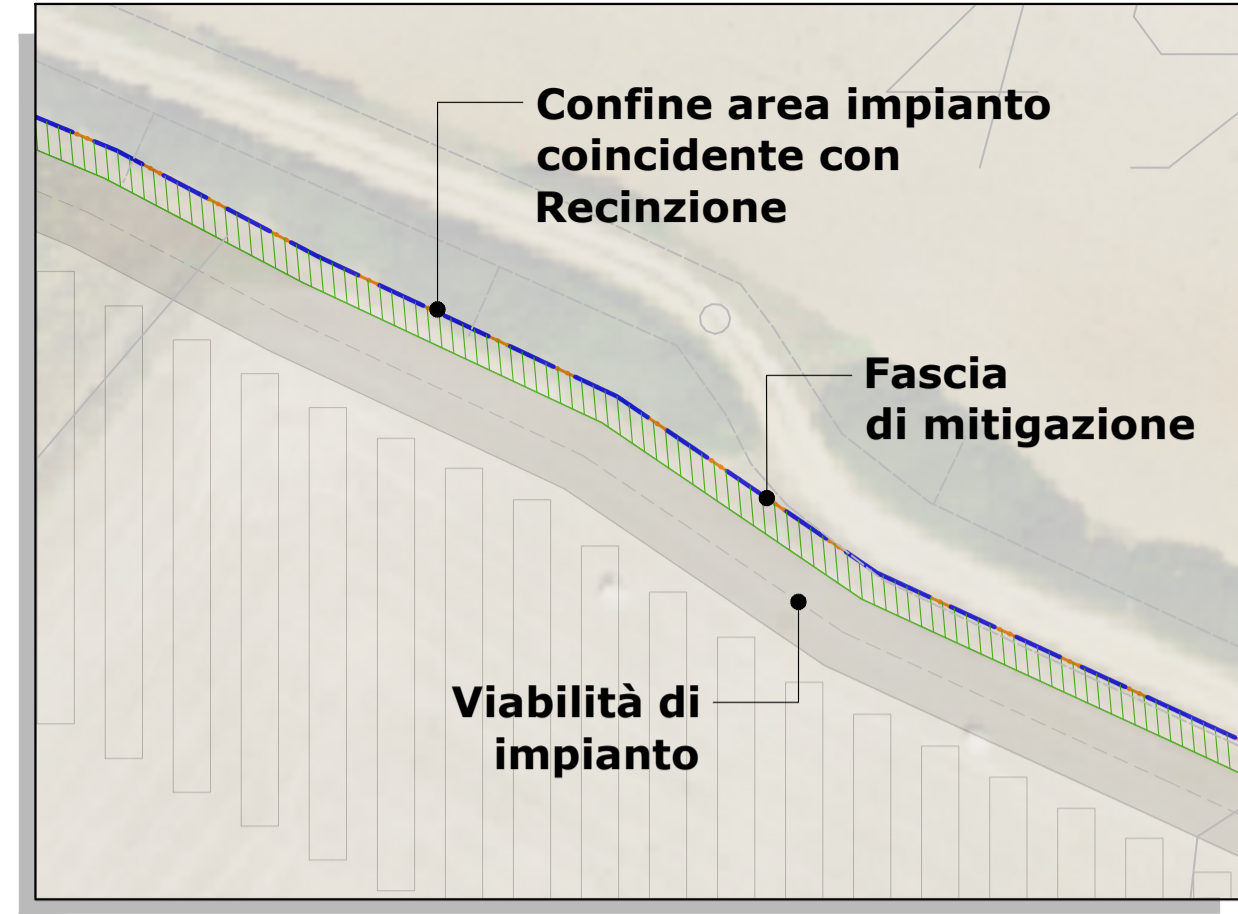 Confine area impianto
coincidente con
Recinzione
Fascia
di mitigazione
Viabilità di
impianto